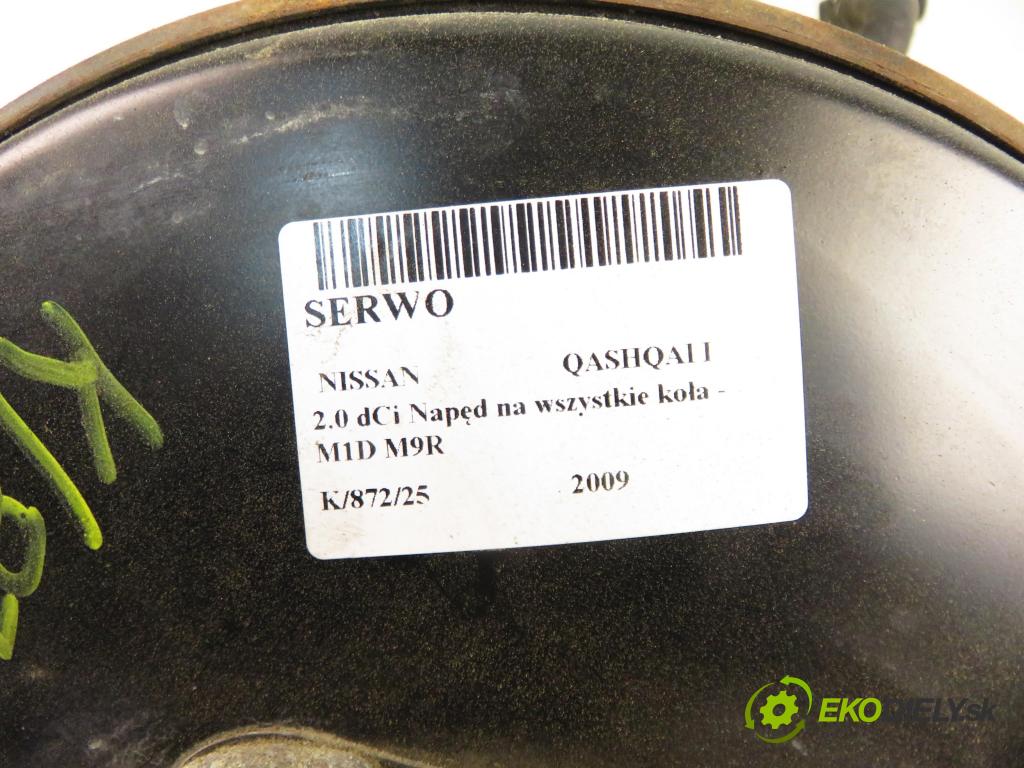 SERWO
NISSAN QASHQAI I
2.0 dCi Napęd na wszystkie koła -
M1D M9R
K/872/25 2009
EKODIELY.sk